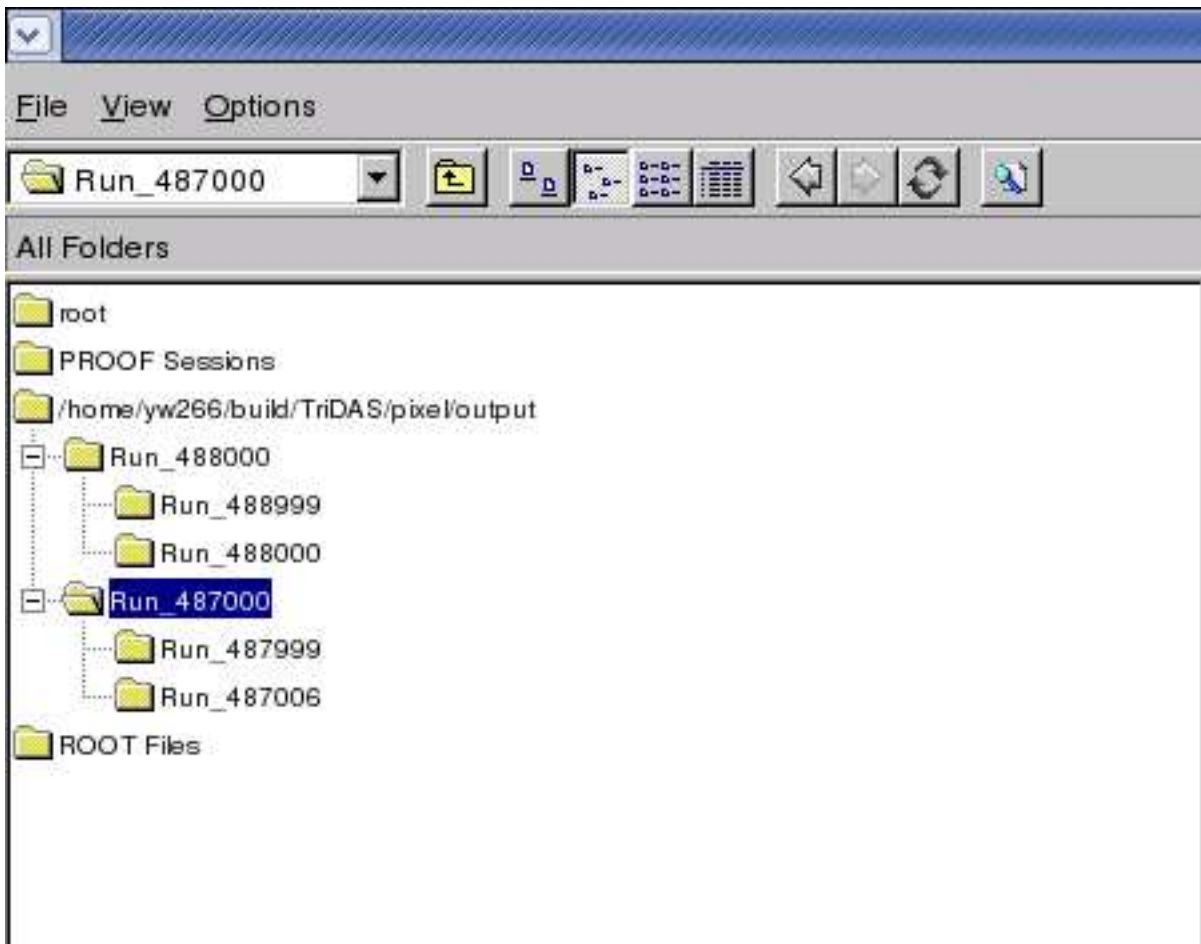 File View Options
Run_487000
All Folders
root
PROOF Sessions
/home/yw266/build/TriDAS/pixel/output
Run_488000
Run_488999
Run_488000
Run_487000
Run_487999
Run_487006
ROOT Files